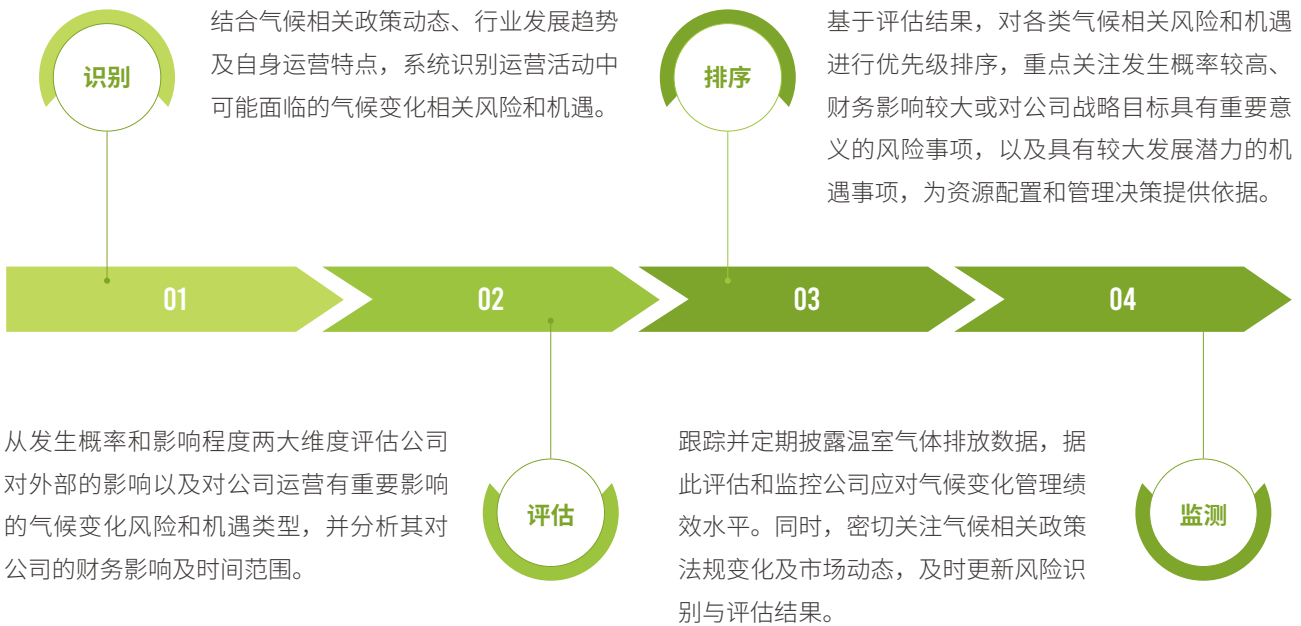 识别
结合气候相关政策动态、行业发展趋势
及自身运营特点，系统识别运营活动中
可能面临的气候变化相关风险和机遇。
排序
基于评估结果，对各类气候相关风险和机遇
进行优先级排序，重点关注发生概率较高、
财务影响较大或对公司战略目标具有重要意
义的风险事项，以及具有较大发展潜力的机
遇事项，为资源配置和管理决策提供依据。
01
02
03
04
从发生概率和影响程度两大维度评估公司
对外部的影响以及对公司运营有重要影响
的气候变化风险和机遇类型，并分析其对
公司的财务影响及时间范围。
评估
跟踪并定期披露温室气体排放数据，据
此评估和监控公司应对气候变化管理绩
效水平。同时，密切关注气候相关政策
法规变化及市场动态，及时更新风险识
别与评估结果。
监测